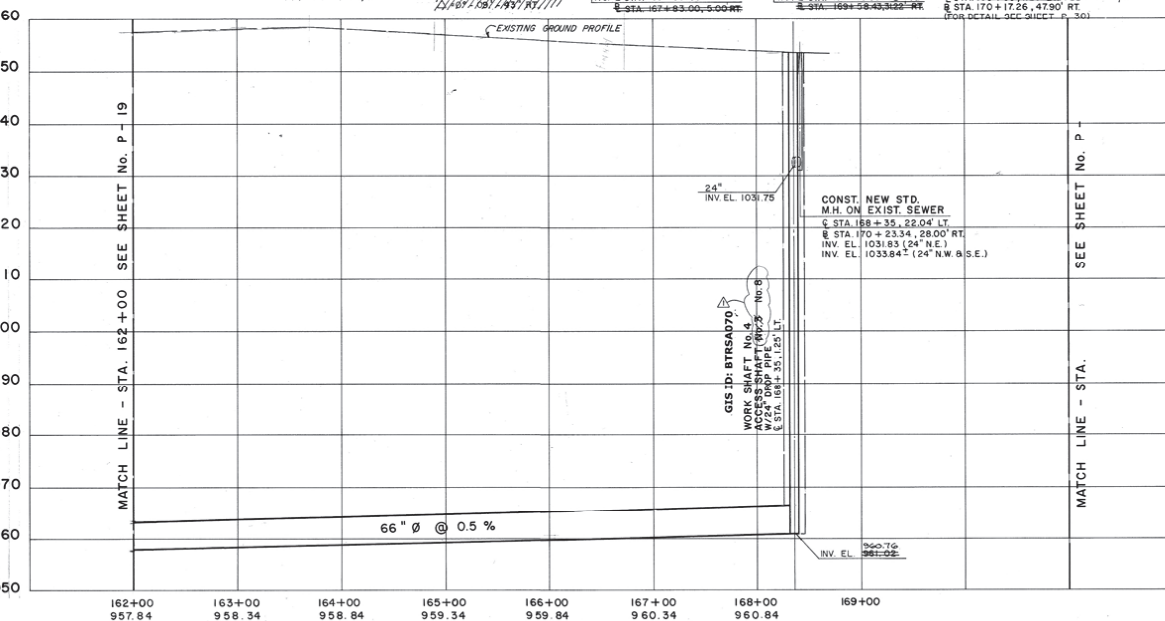 ℄ STA. 167+83.00, 5.00 RT.
℄ STA. 169+58.43, 31.22' RT.
℄ STA. 170+17.26, 47.90' RT.
(FOR DETAIL SEE SHEET P-30)
60
EXISTING GROUND PROFILE
50
40
30
20
10
00
90
80
70
60
50
MATCH LINE - STA. 162+00 SEE SHEET No. P-19
24"
INV. EL. 1031.75
CONST. NEW STD.
M.H. ON EXIST. SEWER
℄ STA. 168+35, 22.04' LT.
℄ STA. 170+23.34, 28.00' RT.
INV. EL. 1031.83 (24" N.E.)
INV. EL. 1033.84± (24" N.W. & S.E.)
GIS ID: BTRSA070
WORK SHAFT No. 4
ACCESS SHAFT No. 8
No. 8
W/24" DROP PIPE
℄ STA. 168+35, 1.25' LT.
MATCH LINE - STA. SEE SHEET P -
66" Ø @ 0.5 %
960.76
INV. EL. 961.02
162+00 163+00 164+00 165+00 166+00 167+00 168+00 169+00
957.84 958.34 958.84 959.34 959.84 960.34 960.84